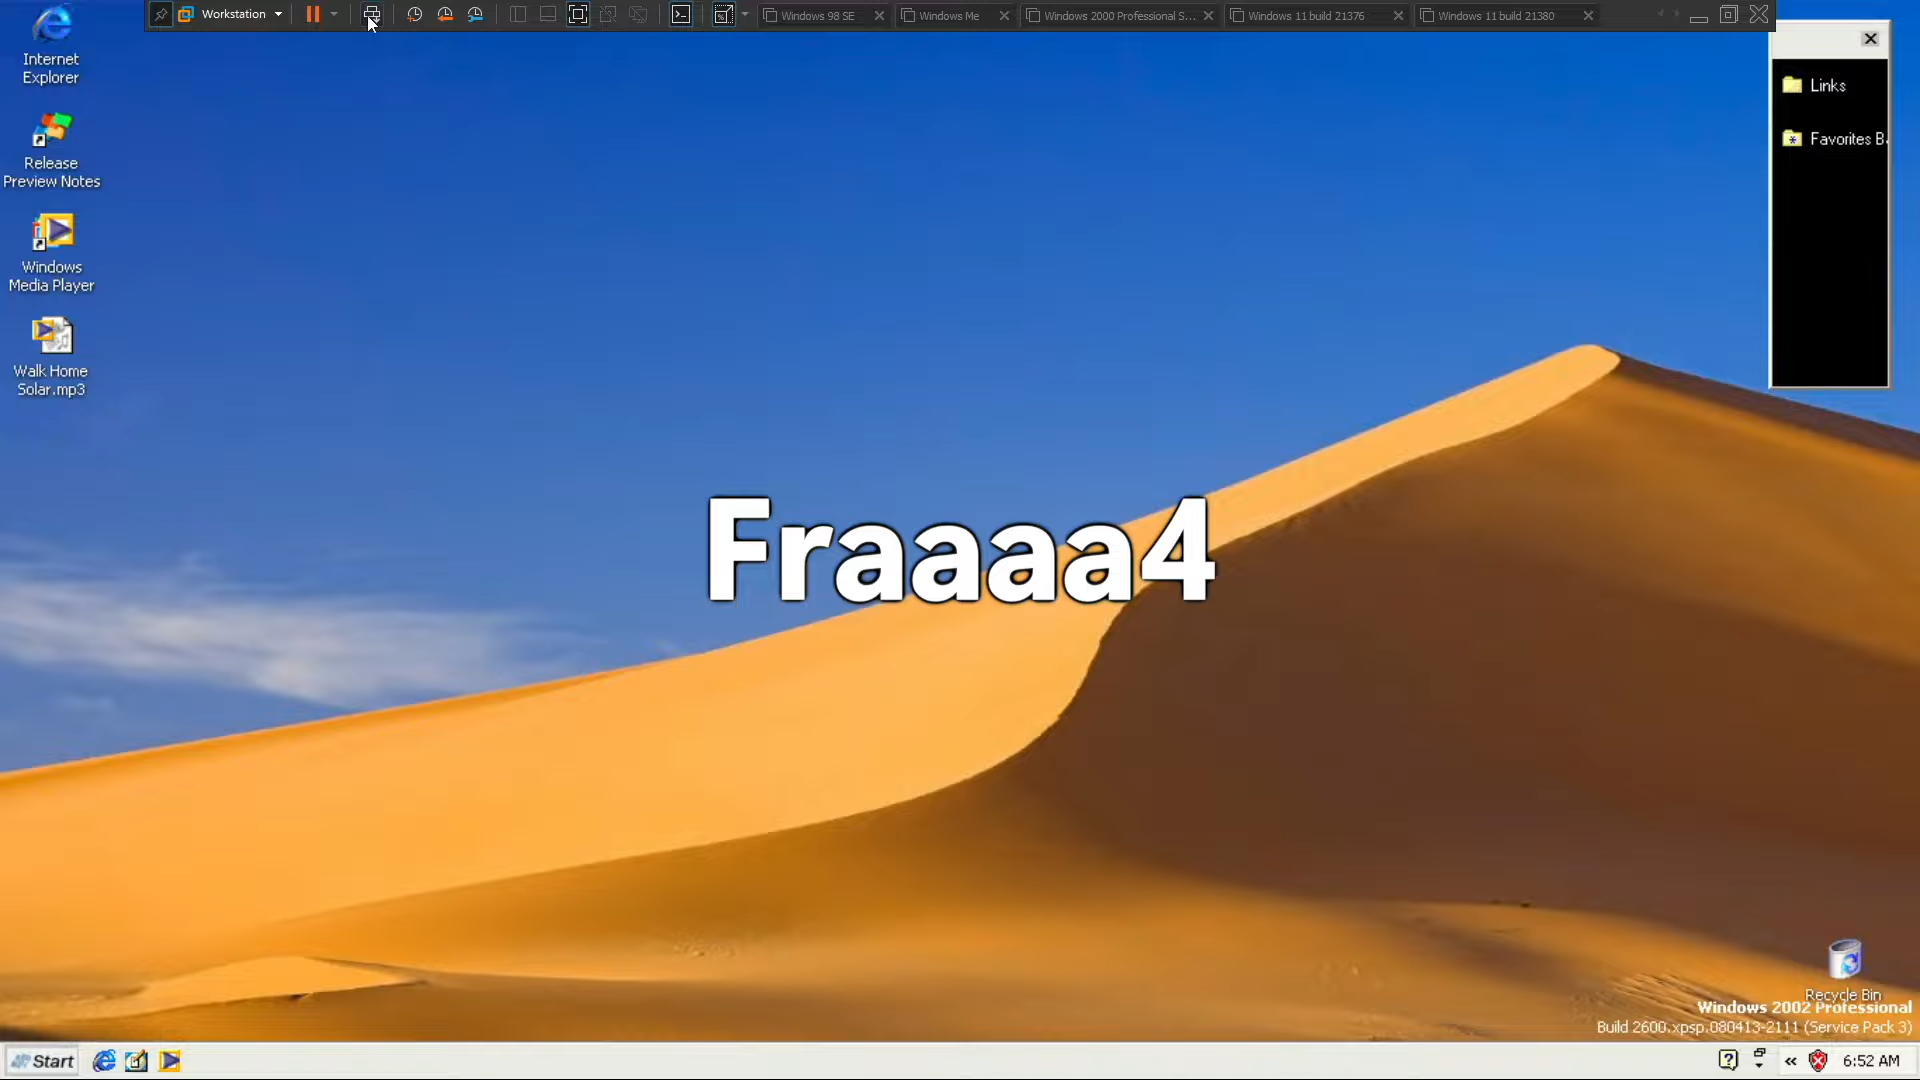 Workstation
Windows 98 SE
Windows Me
Windows 2000 Professional S...
Windows 11 build 21376
Windows 11 build 21380
Internet
Explorer
Release
Preview Notes
Windows
Media Player
Walk Home
Solar.mp3
Links
Favorites Ba
Fraaaa4
Recycle Bin
Windows 2002 Professional
Build 2600.xpsp.080413-2111 (Service Pack 3)
Start
6:52 AM